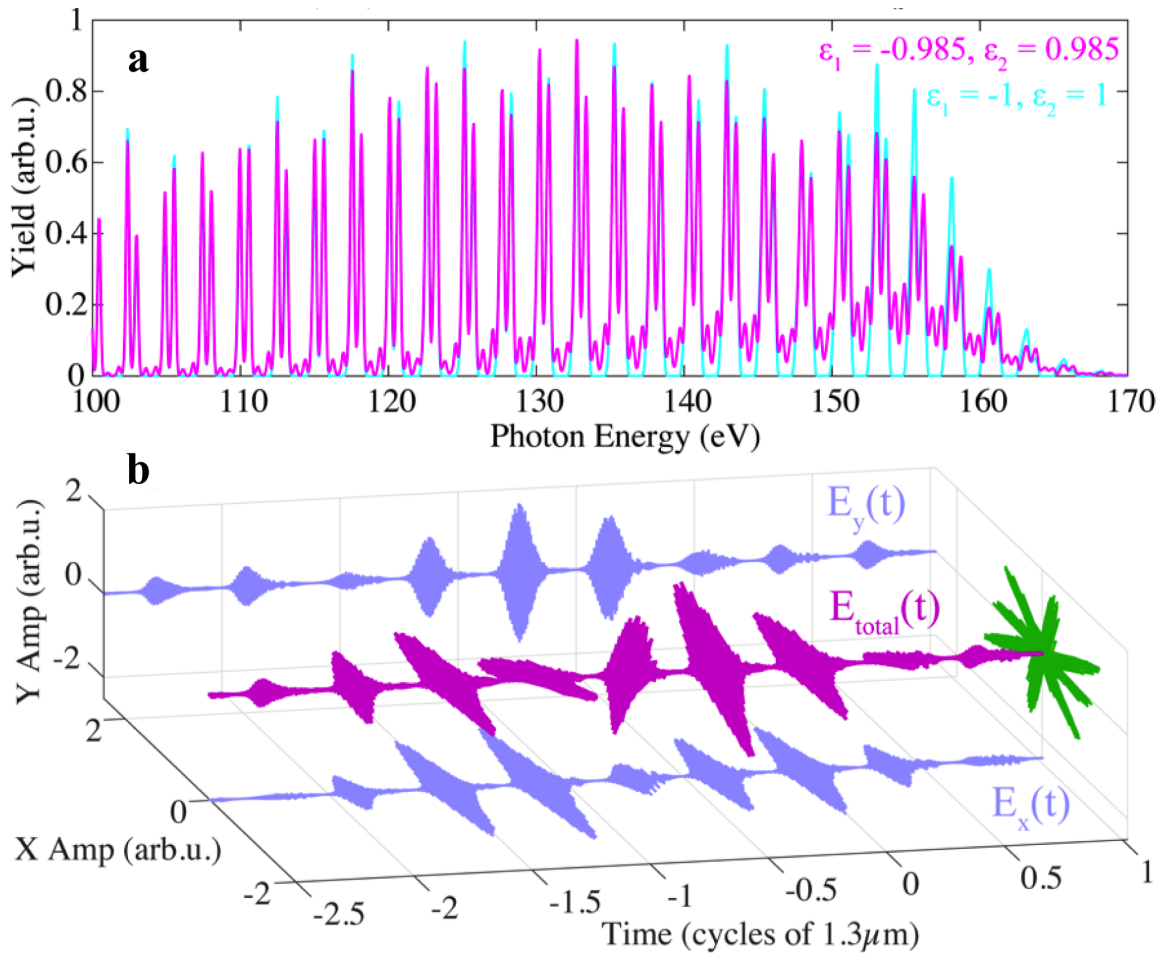 1
a
ε1 = -0.985, ε2 = 0.985
ε1 = -1, ε2 = 1
0.8
0.6
0.4
0.2
0
Yield (arb.u.)
100 110 120 130 140 150 160 170
Photon Energy (eV)
b
2
0
-2
Y Amp (arb.u.)
Ey(t)
Etotal(t)
Ex(t)
2
0
-2
X Amp (arb.u.)
-2.5 -2 -1.5 -1 -0.5 0 0.5 1
Time (cycles of 1.3μm)